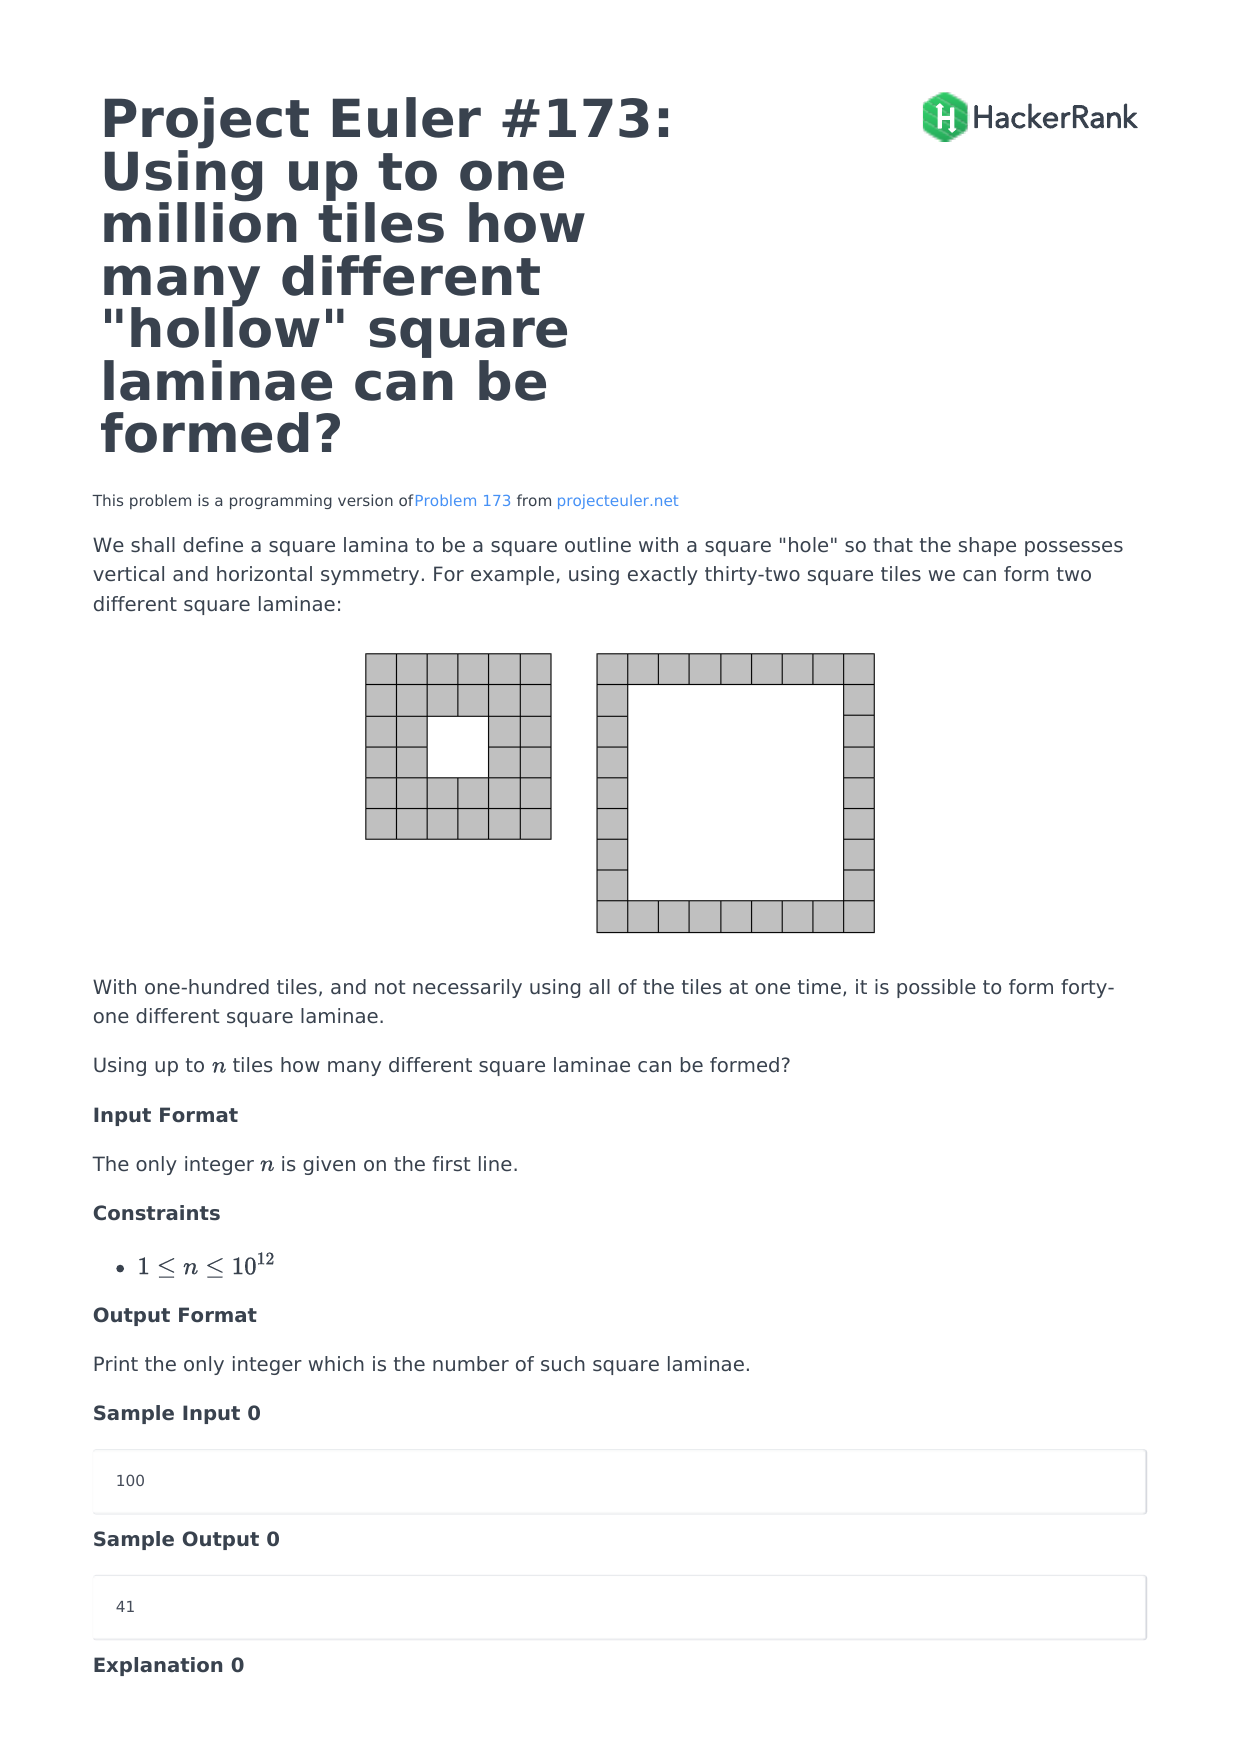 Project Euler #173:
Using up to one
million tiles how
many different
"hollow" square
laminae can be
formed?
HackerRank
This problem is a programming version ofProblem 173 from projecteuler.net
We shall define a square lamina to be a square outline with a square "hole" so that the shape possesses
vertical and horizontal symmetry. For example, using exactly thirty-two square tiles we can form two
different square laminae:
With one-hundred tiles, and not necessarily using all of the tiles at one time, it is possible to form forty-
one different square laminae.
Using up to n tiles how many different square laminae can be formed?
Input Format
The only integer n is given on the first line.
Constraints
• 1 ≤ n ≤ 10¹²
Output Format
Print the only integer which is the number of such square laminae.
Sample Input 0
100
Sample Output 0
41
Explanation 0